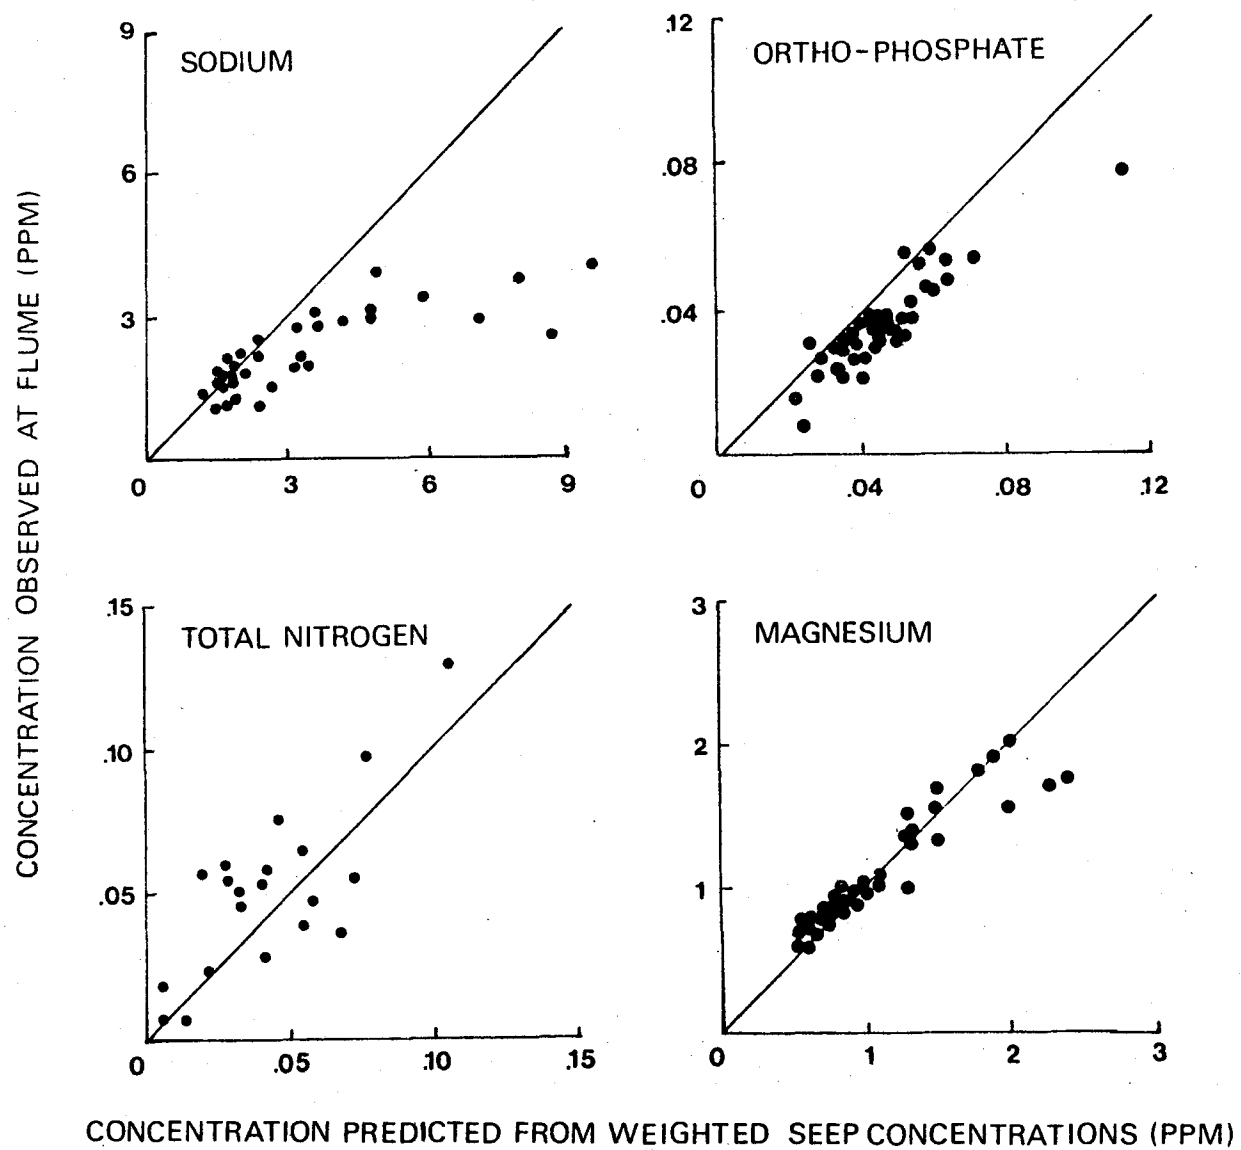 CONCENTRATION OBSERVED AT FLUME (PPM)
SODIUM
9
6
3
0 3 6 9
ORTHO-PHOSPHATE
.12
.08
.04
0 .04 .08 .12
TOTAL NITROGEN
.15
.10
.05
0 .05 .10 .15
MAGNESIUM
3
2
1
0 1 2 3
CONCENTRATION PREDICTED FROM WEIGHTED SEEP CONCENTRATIONS (PPM)